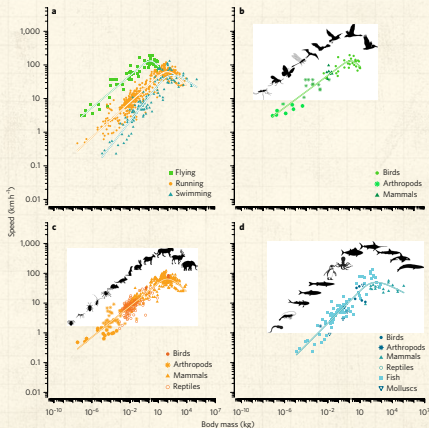 a
1,000
100
10
1
0.1
0.01
Flying
Running
Swimming
b
Birds
Arthropods
Mammals
Speed (km h⁻¹)
c
1,000
100
10
1
0.1
0.01
Birds
Arthropods
Mammals
Reptiles
10⁻¹⁰ 10⁻⁶ 10⁻² 10¹ 10⁴ 10⁷
d
Birds
Arthropods
Mammals
Reptiles
Fish
Molluscs
10⁻¹⁰ 10⁻⁶ 10⁻² 10¹ 10⁴ 10⁷
Body mass (kg)